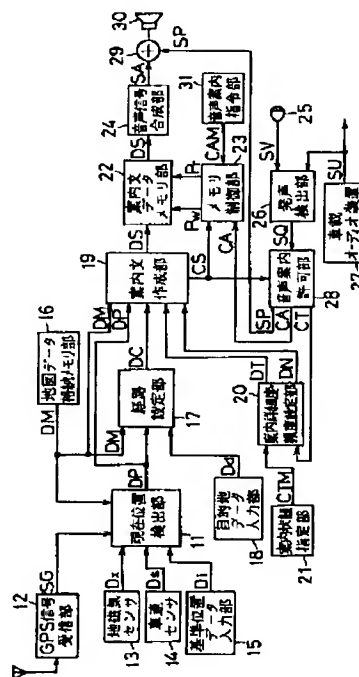 12
GPS信号
受信部
SG
13
地磁気
センサ
Dx
14
車速
センサ
Ds
15
基準位置
データ
入力部
Di
11
現在位置
検出部
DP
DM
16
地図データ
格納メモリ部
DM
DP
17
経路
設定部
DC
18
目的地
データ
入力部
Dd
19
案内文
作成部
DS
CS
20
案内詳細度・
頻度設定部
DT
DN
21
案内状態
指定部
CTM
22
案内文
データ
メモリ部
DS
23
メモリ
制御部
Pw
Pr
CA
CAM
24
音声信号
合成部
SA
25
SV
26
発声
検出部
SQ
27
車載
オーディオ装置
SU
28
音声案内
許可部
SP
CA
CT
29
SP
30
31
音声案内
指令部